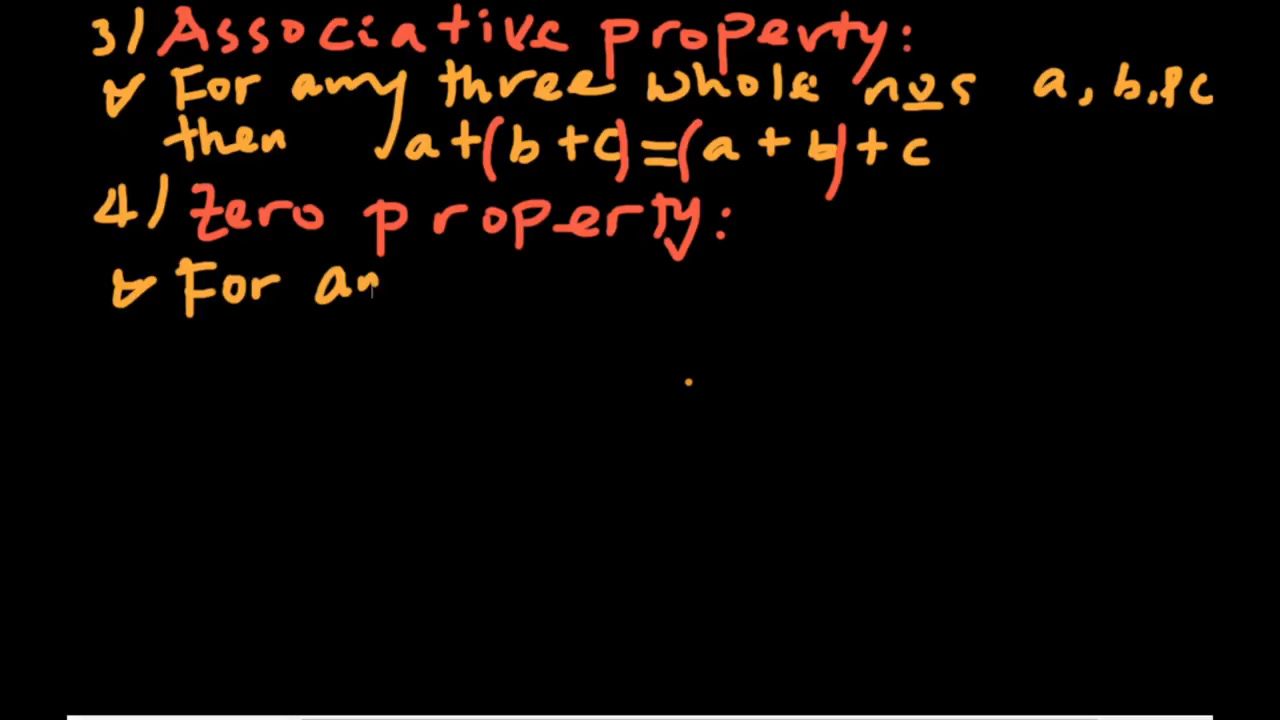 3) Associative property:
For any three whole nos a, b, & c
then a+(b+c)=(a+b)+c
4) Zero property:
For an